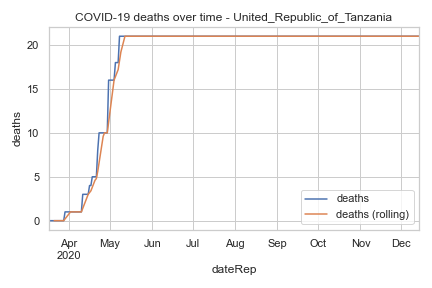 COVID-19 deaths over time - United_Republic_of_Tanzania
deaths
20
15
10
5
0
deaths
deaths (rolling)
Apr May Jun Jul Aug Sep Oct Nov Dec
2020
dateRep